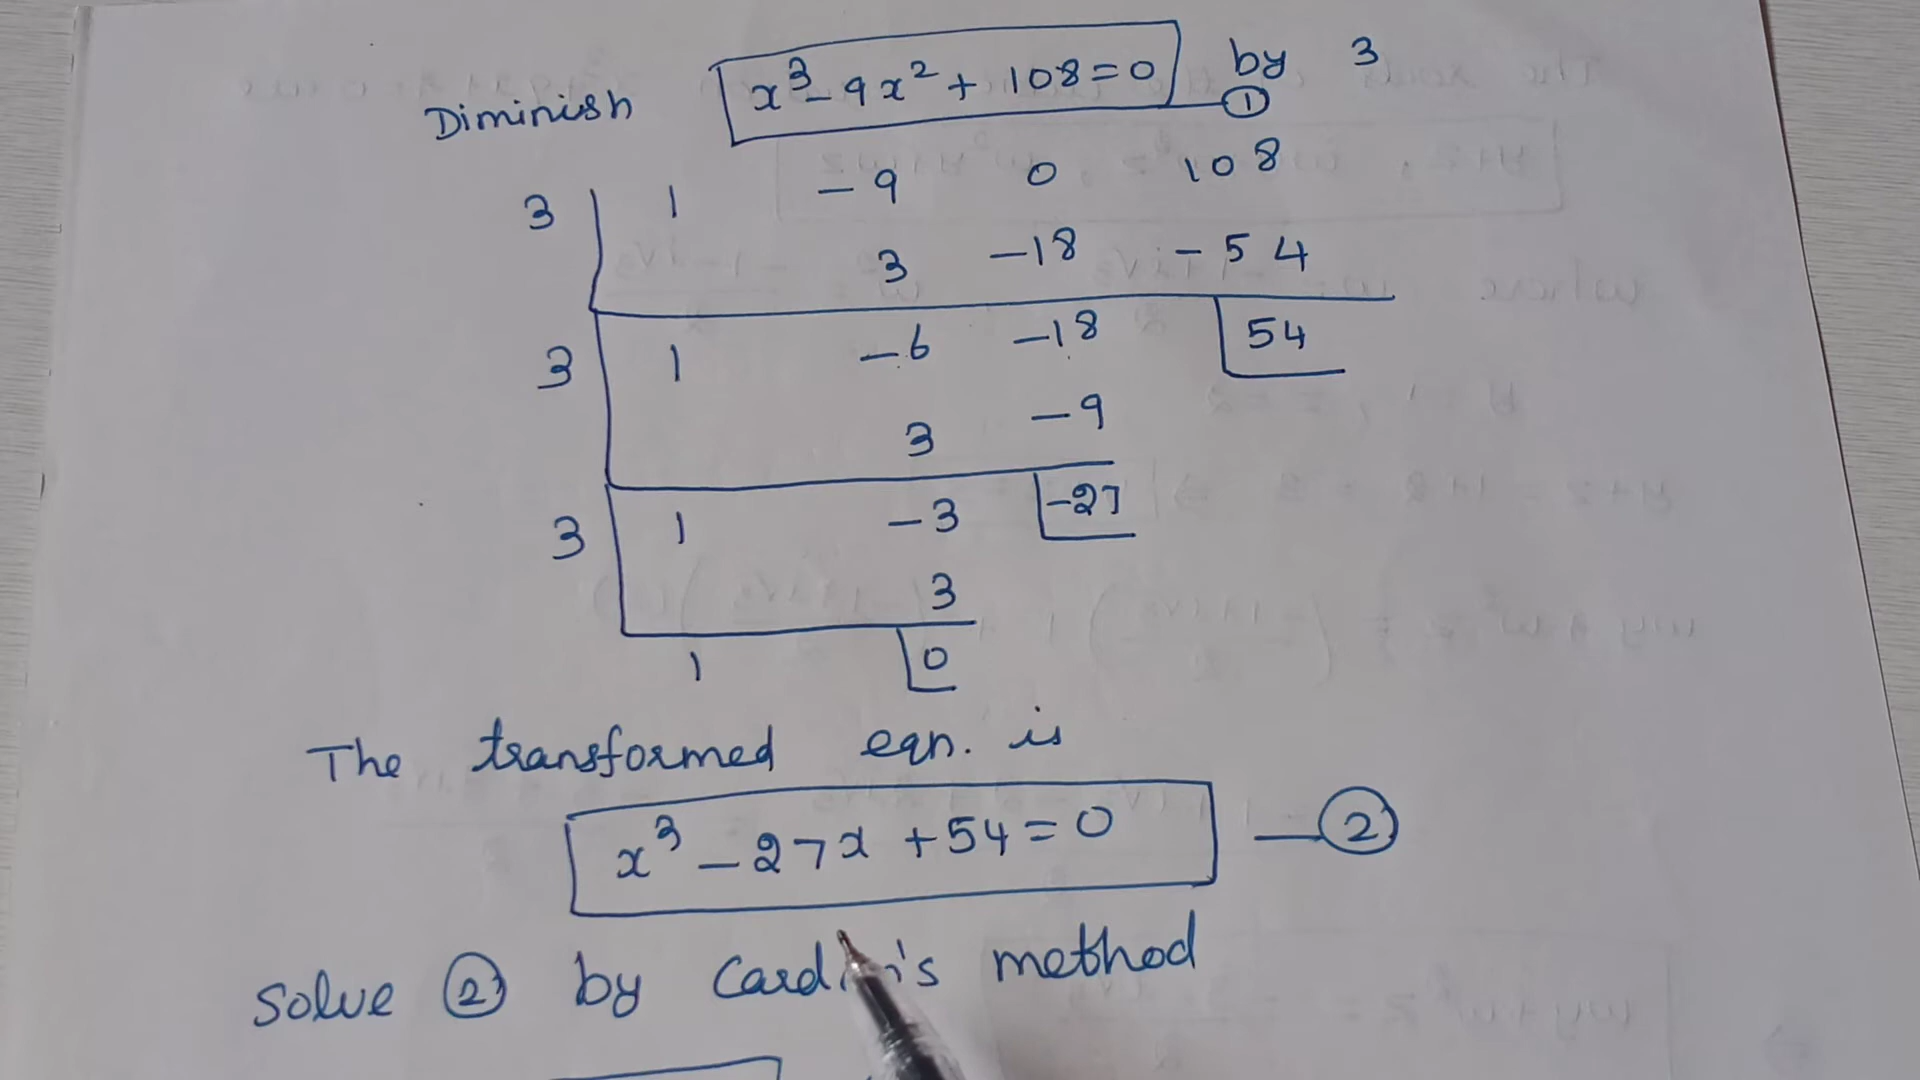 Diminish x³ - 9x² + 108 = 0 by 3
①
3 1 -9 0 108
3 -18 -54
3 1 -6 -18 54
3 -9
3 1 -3 -27
3
1 0
The transformed eqn. is
x³ - 27x + 54 = 0 — ②
Solve ② by method